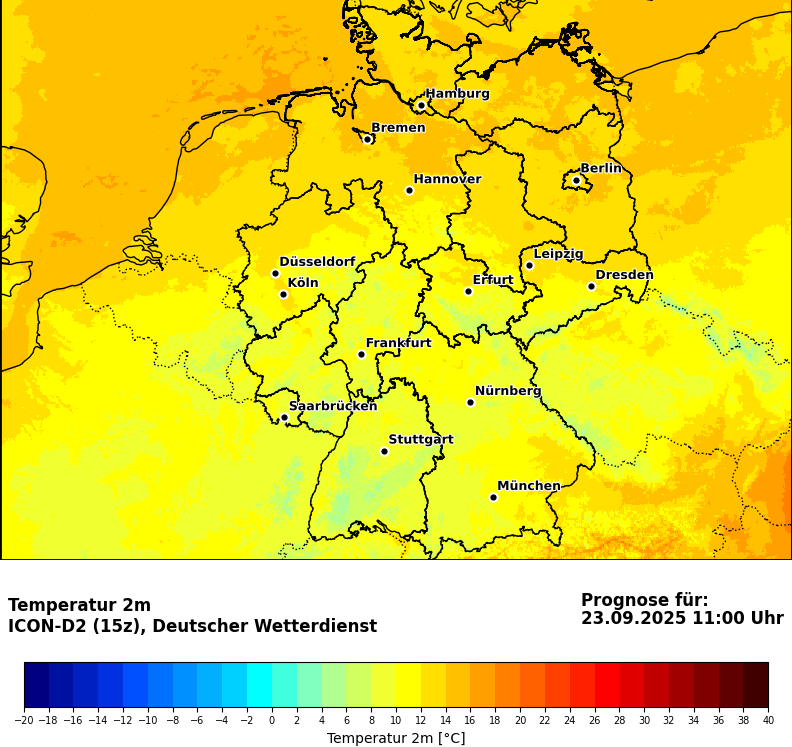 Hamburg
Bremen
Berlin
Hannover
Leipzig
Düsseldorf
Dresden
Köln
Erfurt
Frankfurt
Nürnberg
Saarbrücken
Stuttgart
München
Temperatur 2m
ICON-D2 (15z), Deutscher Wetterdienst
Prognose für:
23.09.2025 11:00 Uhr
−20 −18 −16 −14 −12 −10 −8 −6 −4 −2 0 2 4 6 8 10 12 14 16 18 20 22 24 26 28 30 32 34 36 38 40
Temperatur 2m [°C]